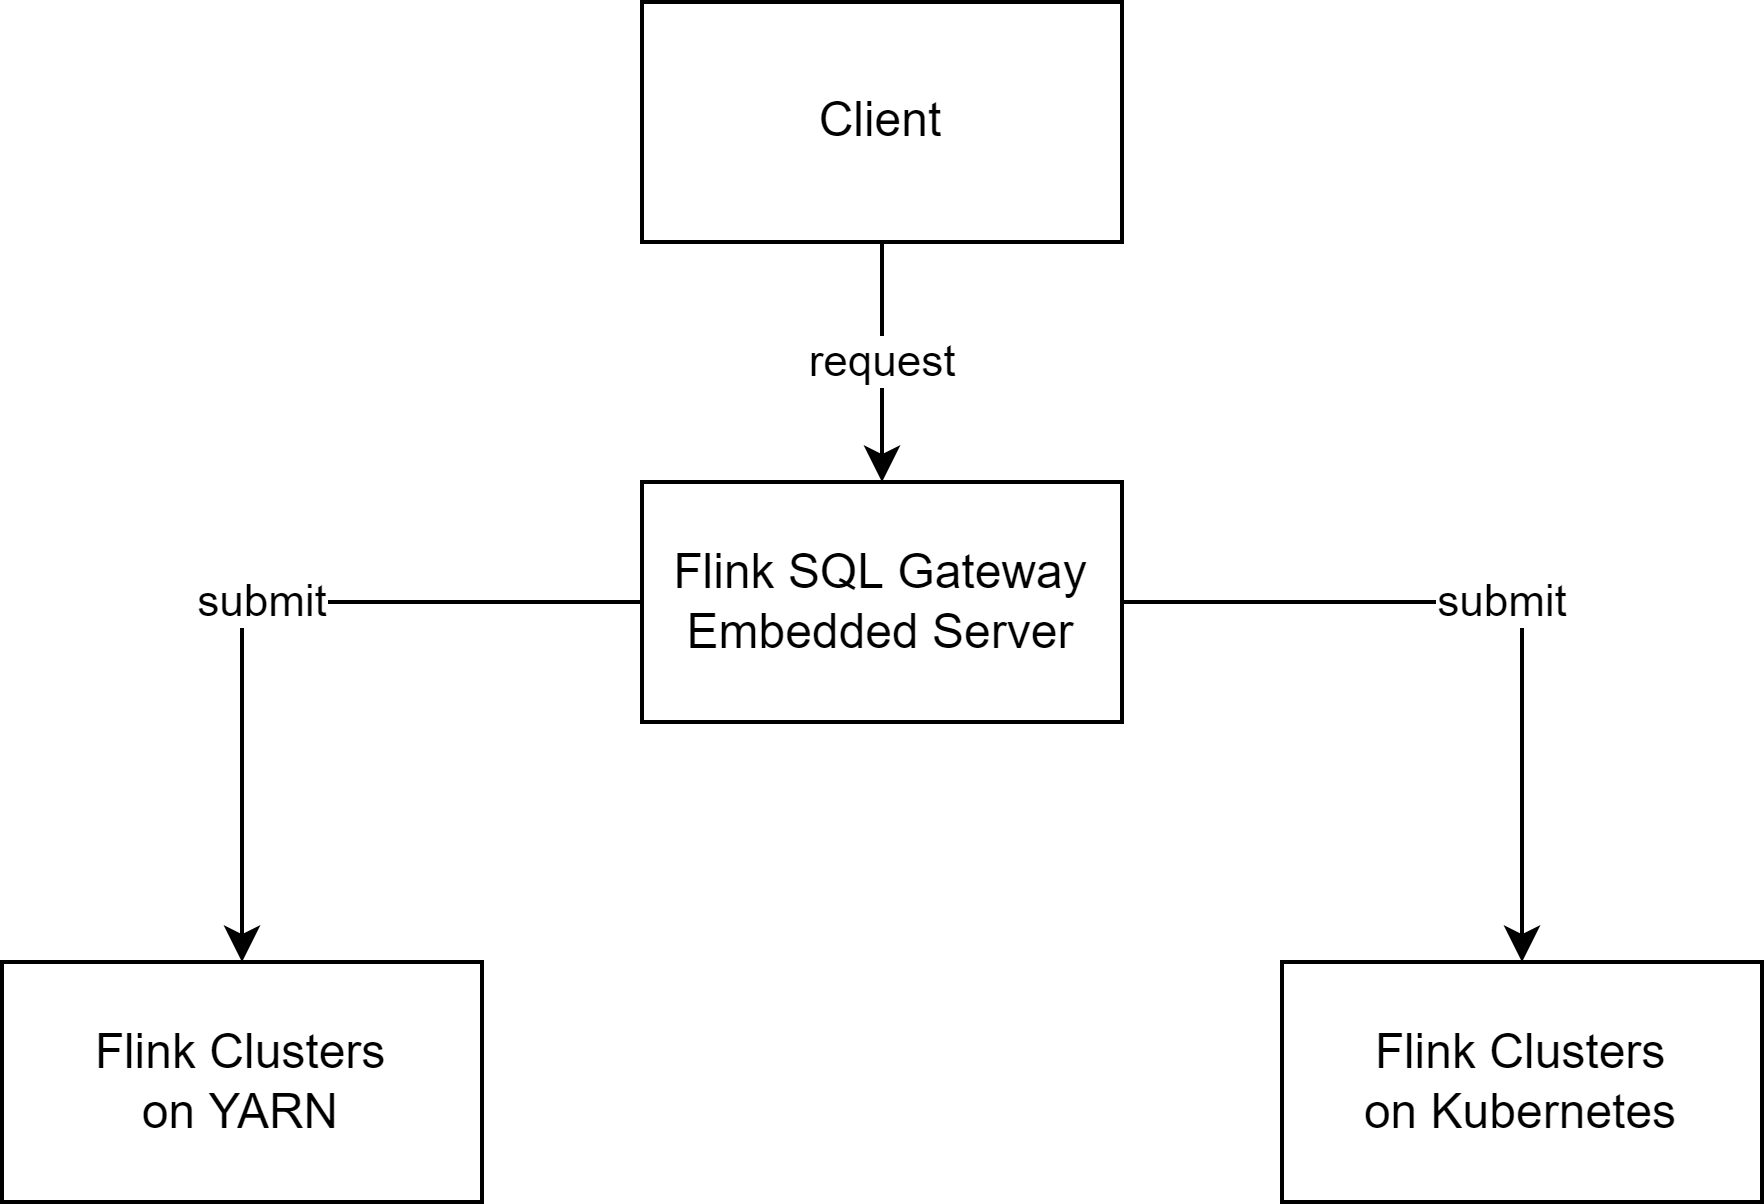 Client
request
Flink SQL Gateway
Embedded Server
submit
submit
Flink Clusters
on YARN
Flink Clusters
on Kubernetes